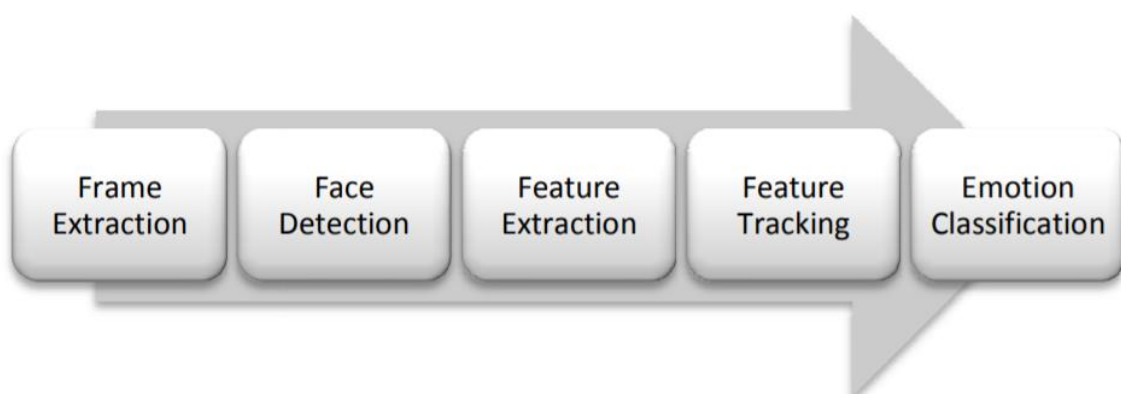 Frame
Extraction
Face
Detection
Feature
Extraction
Feature
Tracking
Emotion
Classification